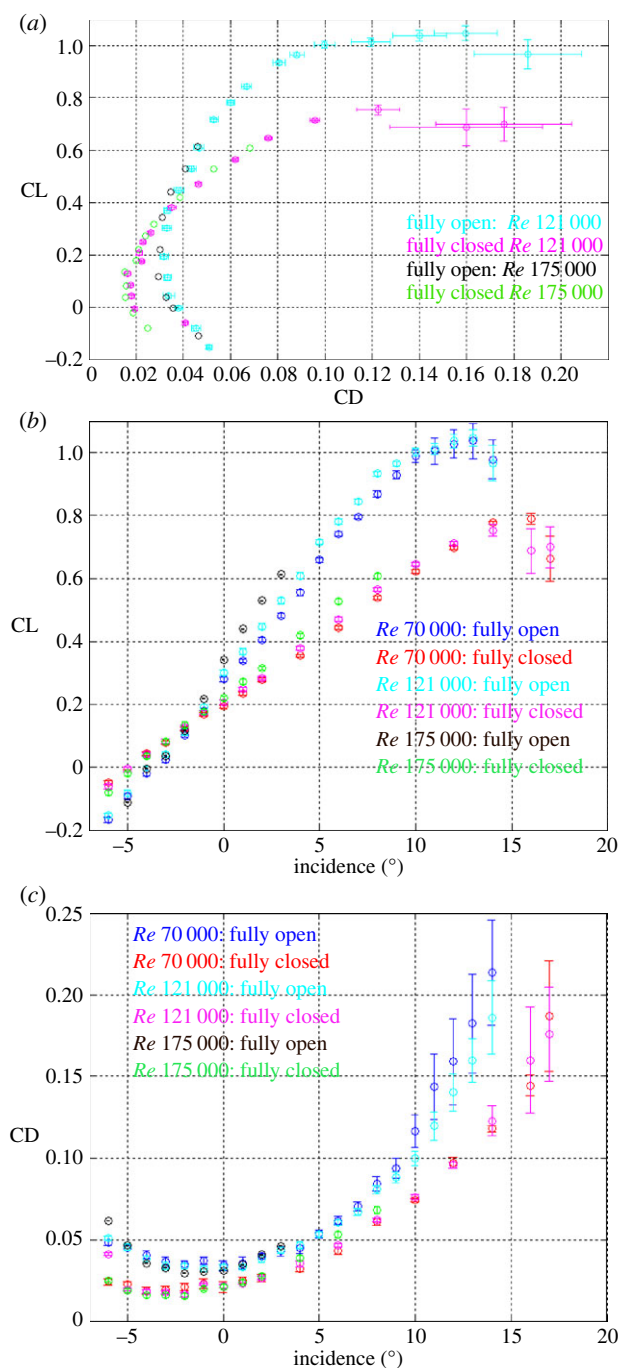 (a)
1.0
0.8
0.6
CL
0.4
0.2
0
–0.2
fully open: Re 121 000
fully closed Re 121 000
fully open: Re 175 000
fully closed Re 175 000
0 0.02 0.04 0.06 0.08 0.10 0.12 0.14 0.16 0.18 0.20
CD
(b)
1.0
0.8
0.6
CL
0.4
0.2
0
–0.2
Re 70 000: fully open
Re 70 000: fully closed
Re 121 000: fully open
Re 121 000: fully closed
Re 175 000: fully open
Re 175 000: fully closed
–5 0 5 10 15 20
incidence (°)
(c)
0.25
0.20
0.15
CD
0.10
0.05
0
Re 70 000: fully open
Re 70 000: fully closed
Re 121 000: fully open
Re 121 000: fully closed
Re 175 000: fully open
Re 175 000: fully closed
–5 0 5 10 15 20
incidence (°)